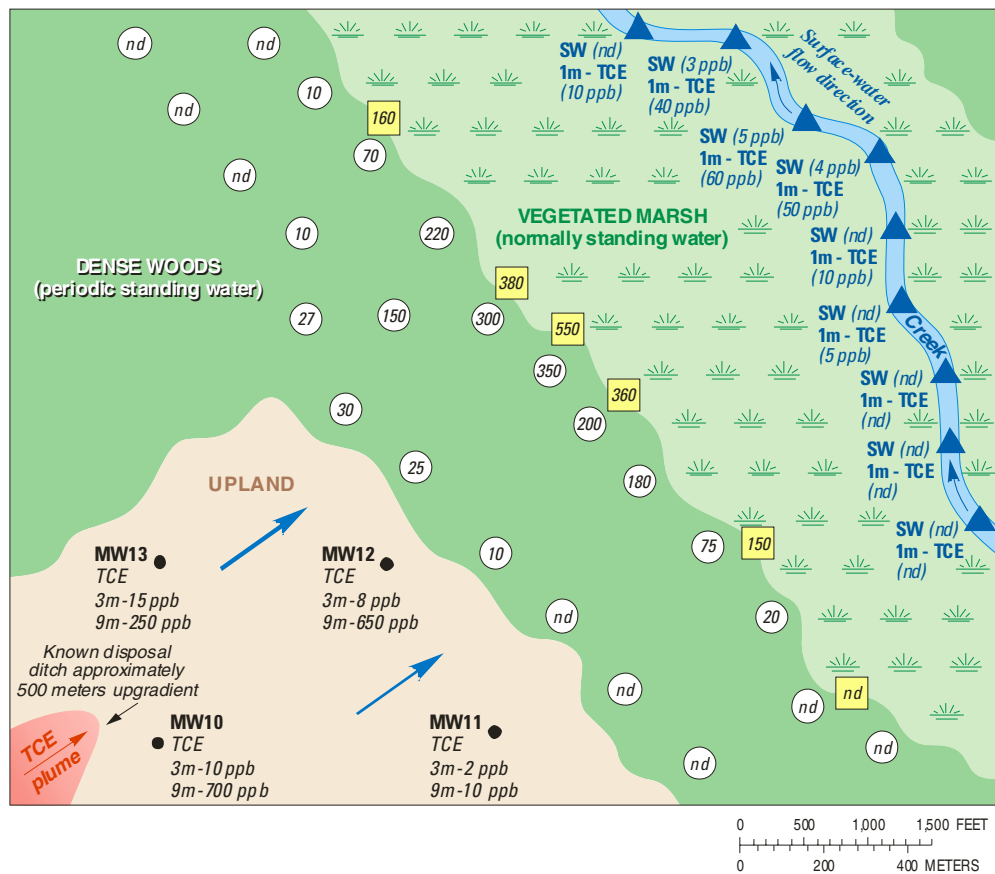 nd
nd
10
nd
160
70
nd
10
220
380
27
150
300
550
350
360
30
200
25
180
10
75
150
nd
20
nd
nd
nd
nd
nd
DENSE WOODS
(periodic standing water)
VEGETATED MARSH
(normally standing water)
Surface-water
flow direction
Creek
SW (nd)
1m - TCE
(10 ppb)
SW (3 ppb)
1m - TCE
(40 ppb)
SW (5 ppb)
1m - TCE
(60 ppb)
SW (4 ppb)
1m - TCE
(50 ppb)
SW (nd)
1m - TCE
(10 ppb)
SW (nd)
1m - TCE
(5 ppb)
SW (nd)
1m - TCE
(nd)
SW (nd)
1m - TCE
(nd)
SW (nd)
1m - TCE
(nd)
UPLAND
MW13
TCE
3m-15 ppb
9m-250 ppb
MW12
TCE
3m-8 ppb
9m-650 ppb
Known disposal
ditch approximately
500 meters upgradient
TCE
plume
MW10
TCE
3m-10 ppb
9m-700 ppb
MW11
TCE
3m-2 ppb
9m-10 ppb
0 500 1,000 1,500 FEET
0 200 400 METERS